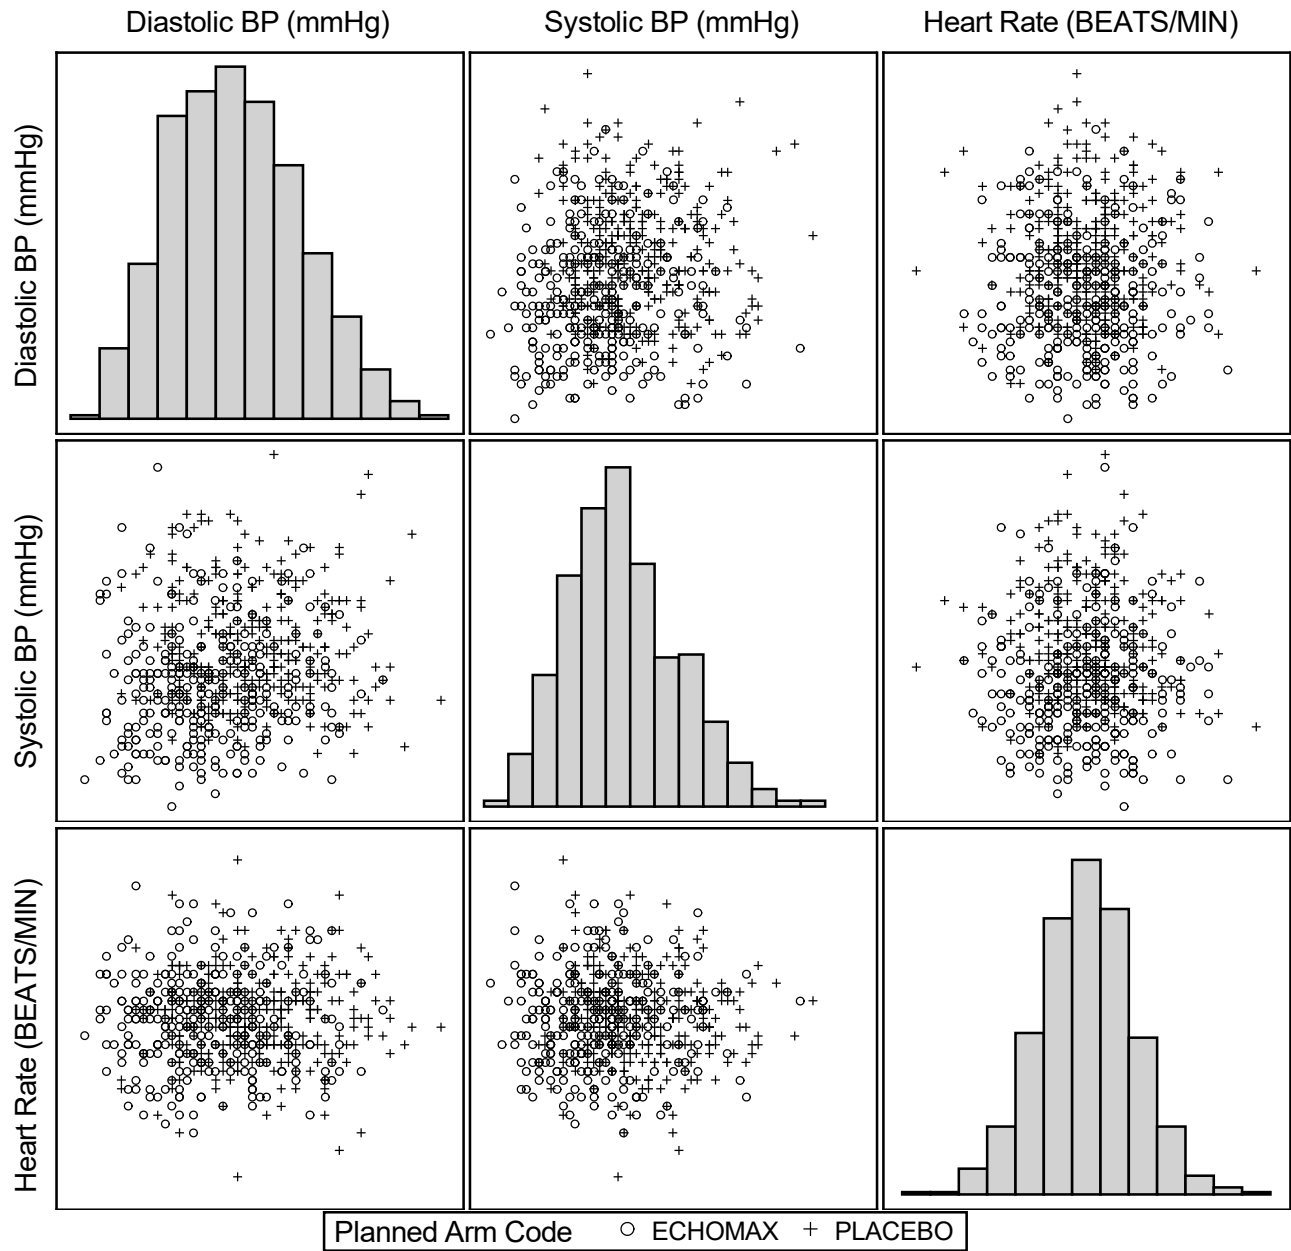 Diastolic BP (mmHg)
Systolic BP (mmHg)
Heart Rate (BEATS/MIN)
Diastolic BP (mmHg)
Systolic BP (mmHg)
Heart Rate (BEATS/MIN)
Planned Arm Code
ECHOMAX
PLACEBO